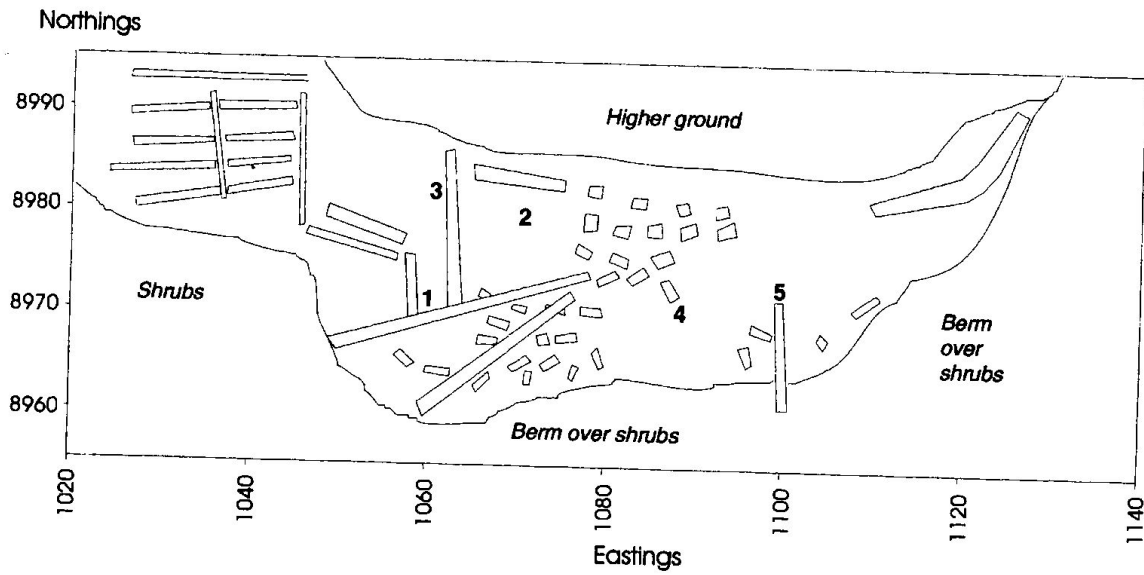 Northings
8990
8980
8970
8960
Higher ground
3
2
Shrubs
1
5
4
Berm
over
shrubs
Berm over shrubs
1020
1040
1060
1080
1100
1120
1140
Eastings